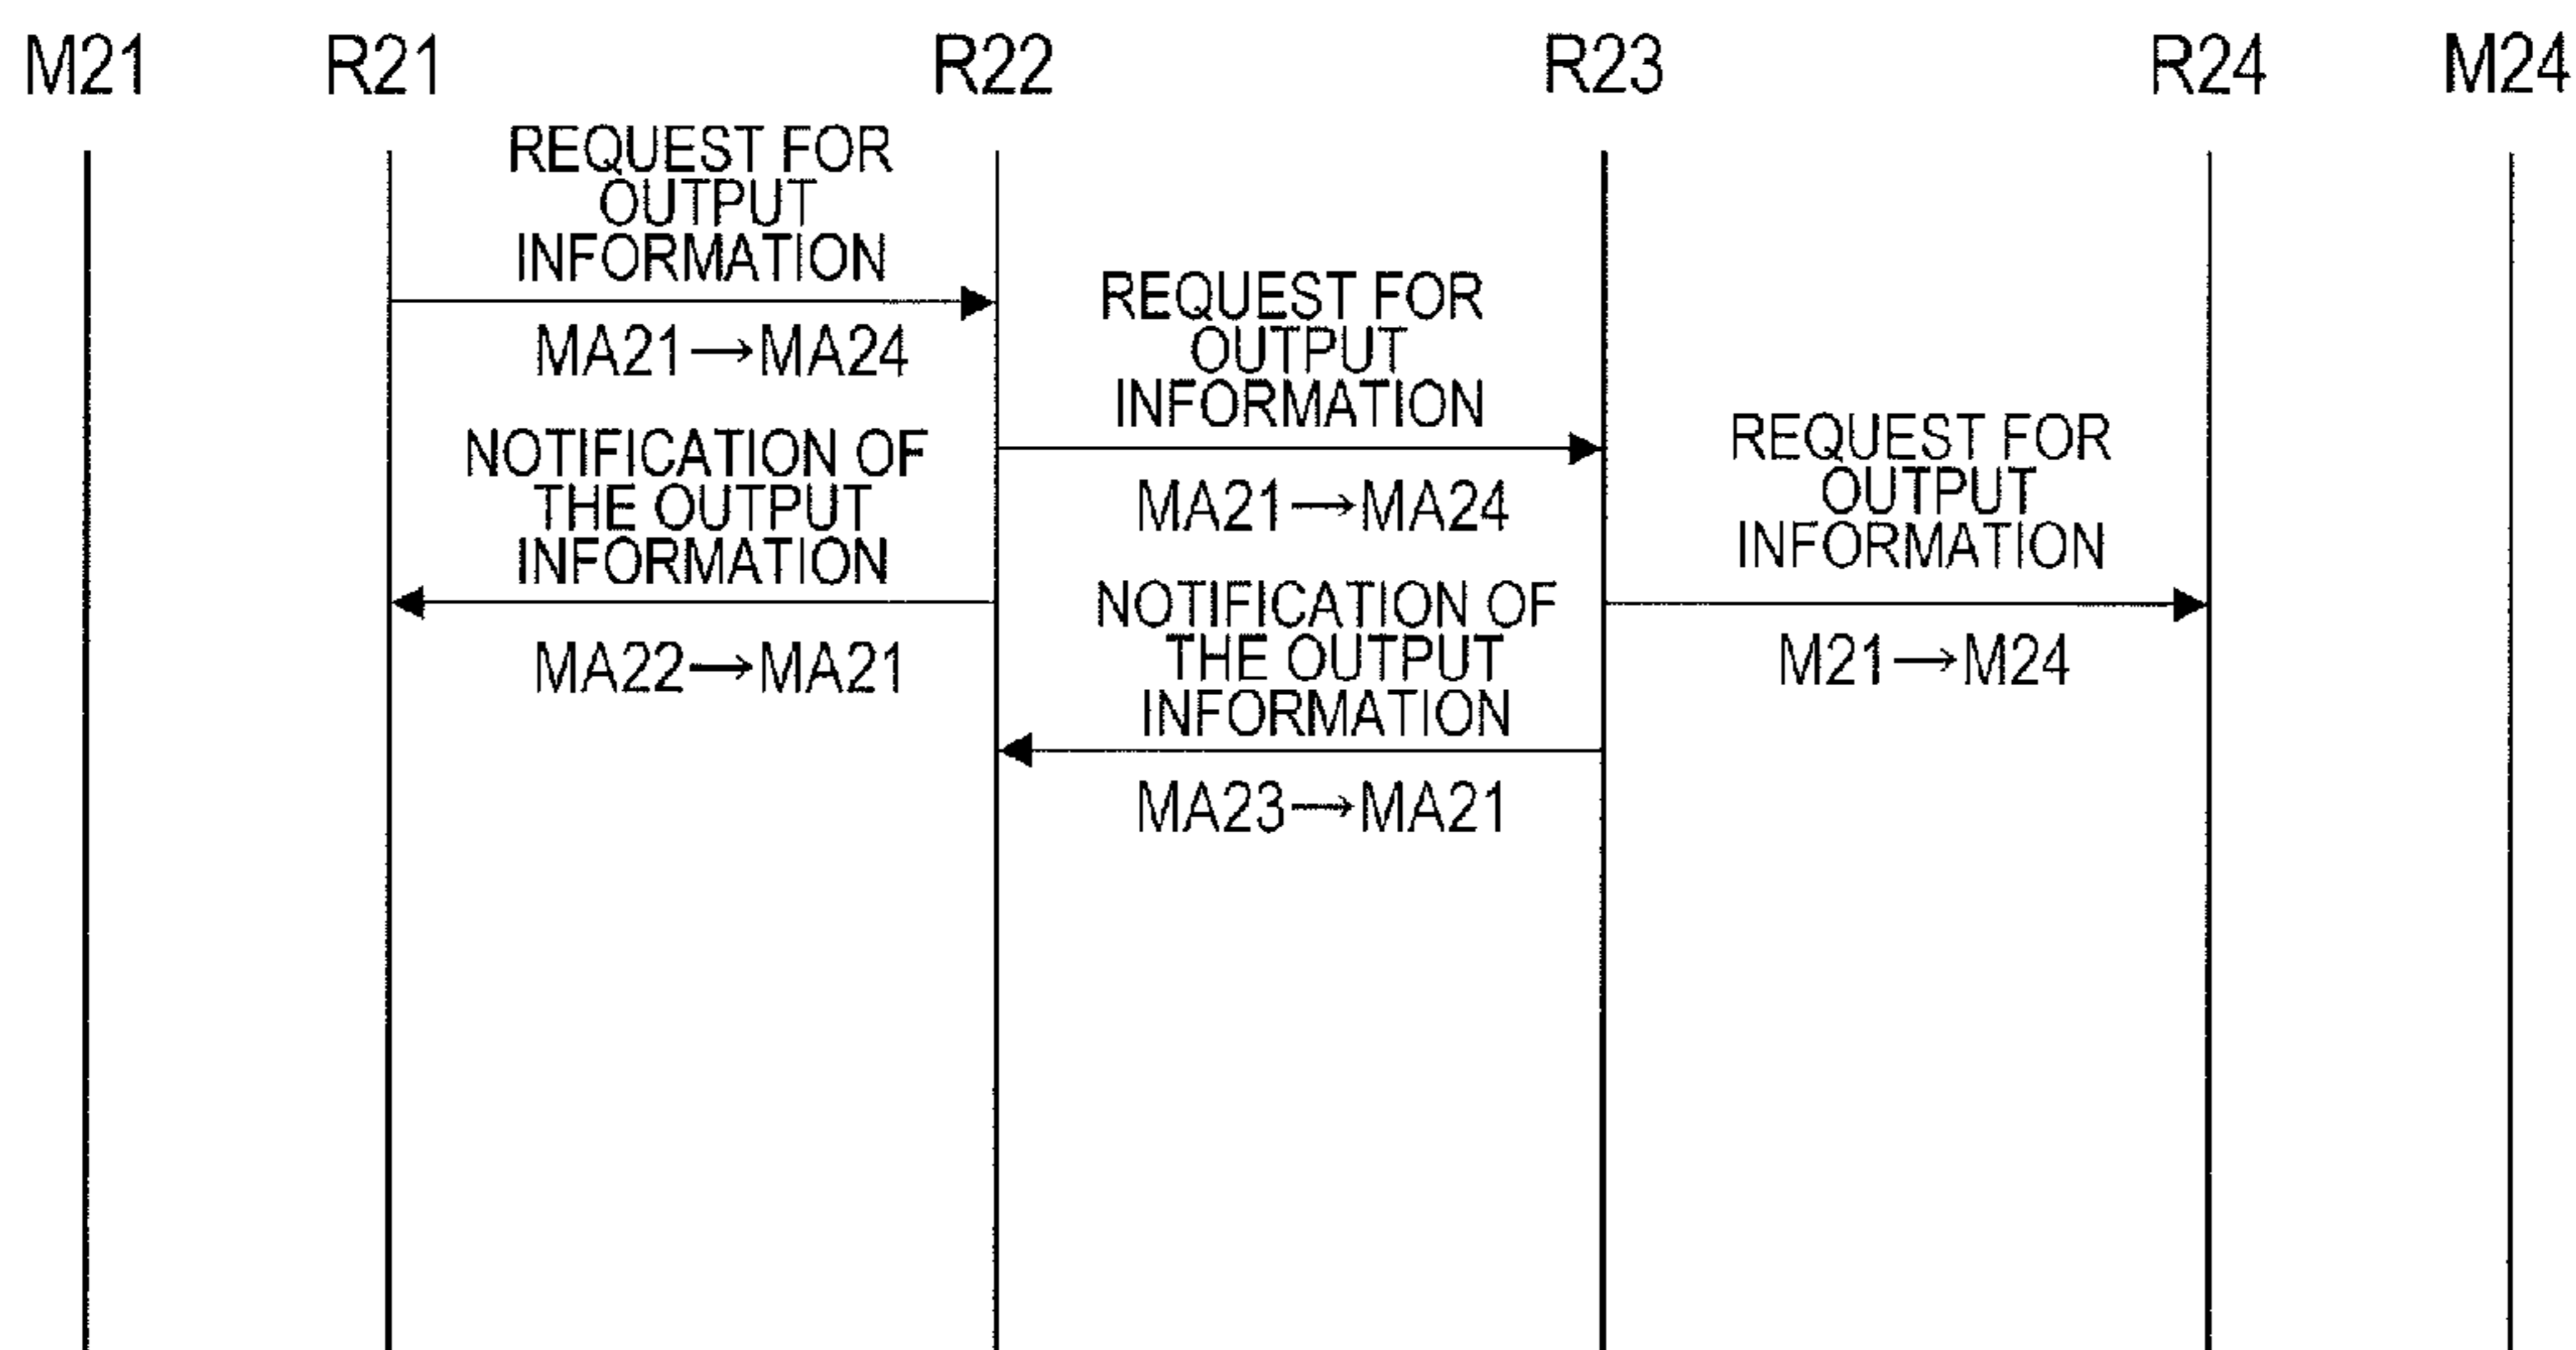 M21 R21 R22 R23 R24 M24
REQUEST FOR
OUTPUT
INFORMATION
MA21→MA24
REQUEST FOR
OUTPUT
INFORMATION
MA21→MA24
NOTIFICATION OF
THE OUTPUT
INFORMATION
MA22→MA21
REQUEST FOR
OUTPUT
INFORMATION
M21→M24
NOTIFICATION OF
THE OUTPUT
INFORMATION
MA23→MA21